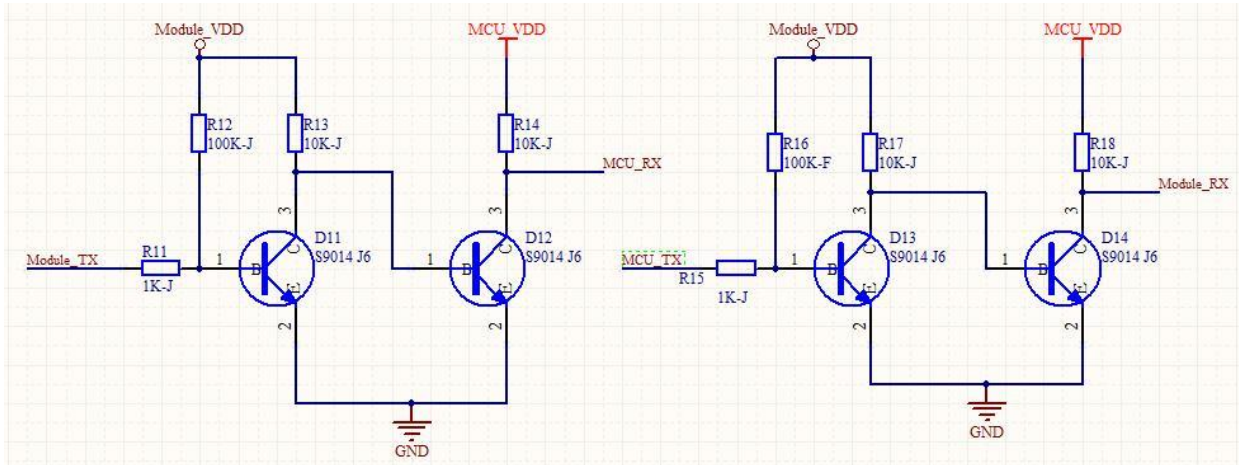 Module_VDD
MCU_VDD
R12
100K-J
R13
10K-J
R14
10K-J
MCU_RX
3
C
3
C
D11
S9014 J6
D12
S9014 J6
Module_TX
R11
1K-J
1
B
1
B
E
2
E
2
GND
Module_VDD
MCU_VDD
R16
100K-F
R17
10K-J
R18
10K-J
Module_RX
3
C
3
C
D13
S9014 J6
D14
S9014 J6
MCU_TX
R15
1K-J
1
B
1
B
E
2
E
2
GND